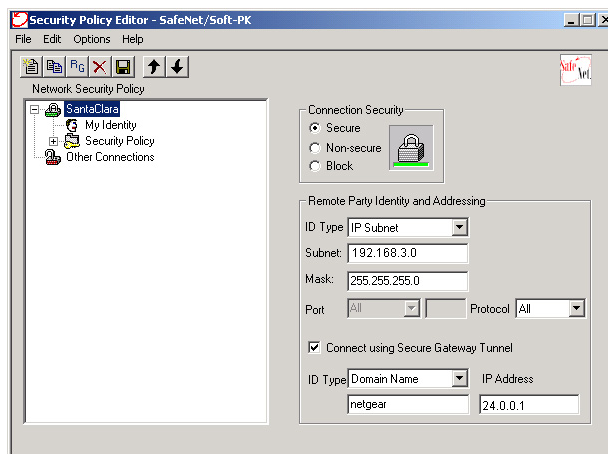 Security Policy Editor - SafeNet/Soft-PK
File Edit Options Help
RG
Safe Net.
Network Security Policy
SantaClara
My Identity
Security Policy
Other Connections
Connection Security
Secure
Non-secure
Block
Remote Party Identity and Addressing
ID Type IP Subnet
Subnet: 192.168.3.0
Mask: 255.255.255.0
Port All Protocol All
Connect using Secure Gateway Tunnel
ID Type Domain Name IP Address
netgear 24.0.0.1